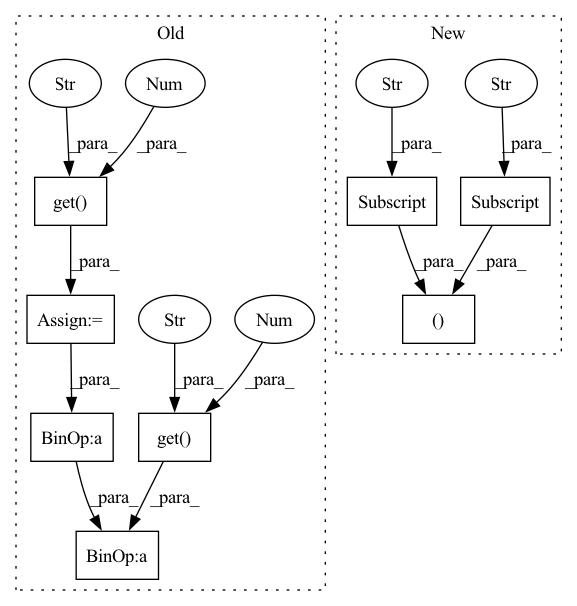 Old
New
Str
Num
Str
Str
_para_
_para_
_para_
_para_
get()
Subscript
Subscript
_para_
_para_
_para_
Assign:=
Str
Num
()
_para_
_para_
_para_
BinOp:a
get()
_para_
_para_
BinOp:a